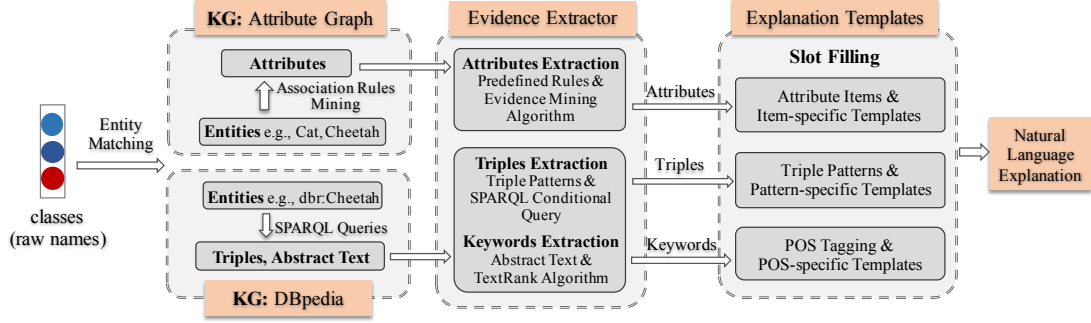 KG: Attribute Graph
Attributes
Association Rules
Mining
Entities e.g., Cat, Cheetah
Entity
Matching
classes
(raw names)
Entities e.g., dbr:Cheetah
SPARQL Queries
Triples, Abstract Text
KG: DBpedia
Evidence Extractor
Attributes Extraction
Predefined Rules &
Evidence Mining
Algorithm
Triples Extraction
Triple Patterns &
SPARQL Conditional
Query
Keywords Extraction
Abstract Text &
TextRank Algorithm
Attributes
Triples
Keywords
Explanation Templates
Slot Filling
Attribute Items &
Item-specific Templates
Triple Patterns &
Pattern-specific Templates
POS Tagging &
POS-specific Templates
Natural
Language
Explanation